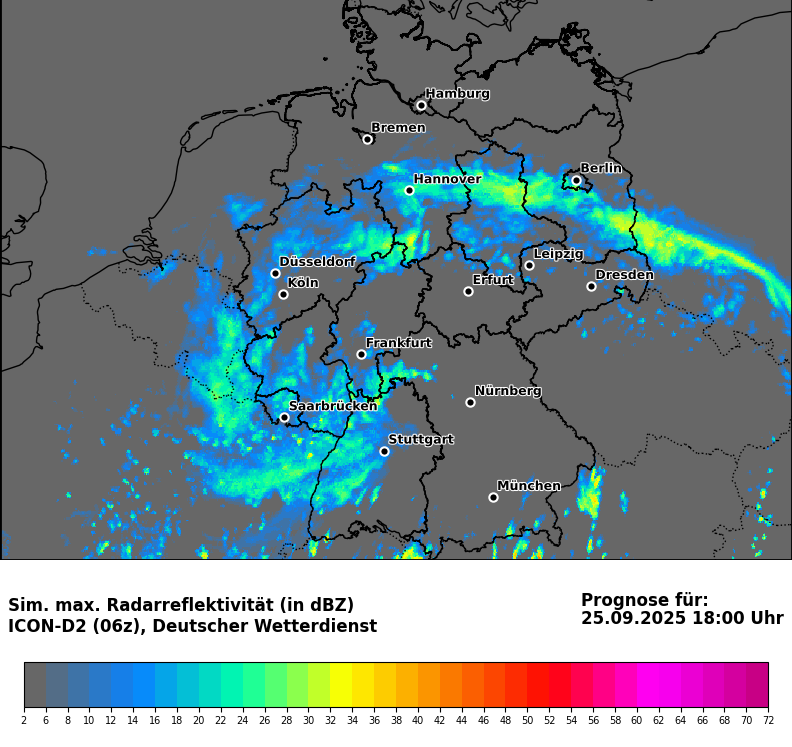 Hamburg
Bremen
Berlin
Hannover
Düsseldorf
Leipzig
Köln
Erfurt
Dresden
Frankfurt
Nürnberg
Saarbrücken
Stuttgart
München
Sim. max. Radarreflektivität (in dBZ)
ICON-D2 (06z), Deutscher Wetterdienst
Prognose für:
25.09.2025 18:00 Uhr
2 6 8 10 12 14 16 18 20 22 24 26 28 30 32 34 36 38 40 42 44 46 48 50 52 54 56 58 60 62 64 66 68 70 72